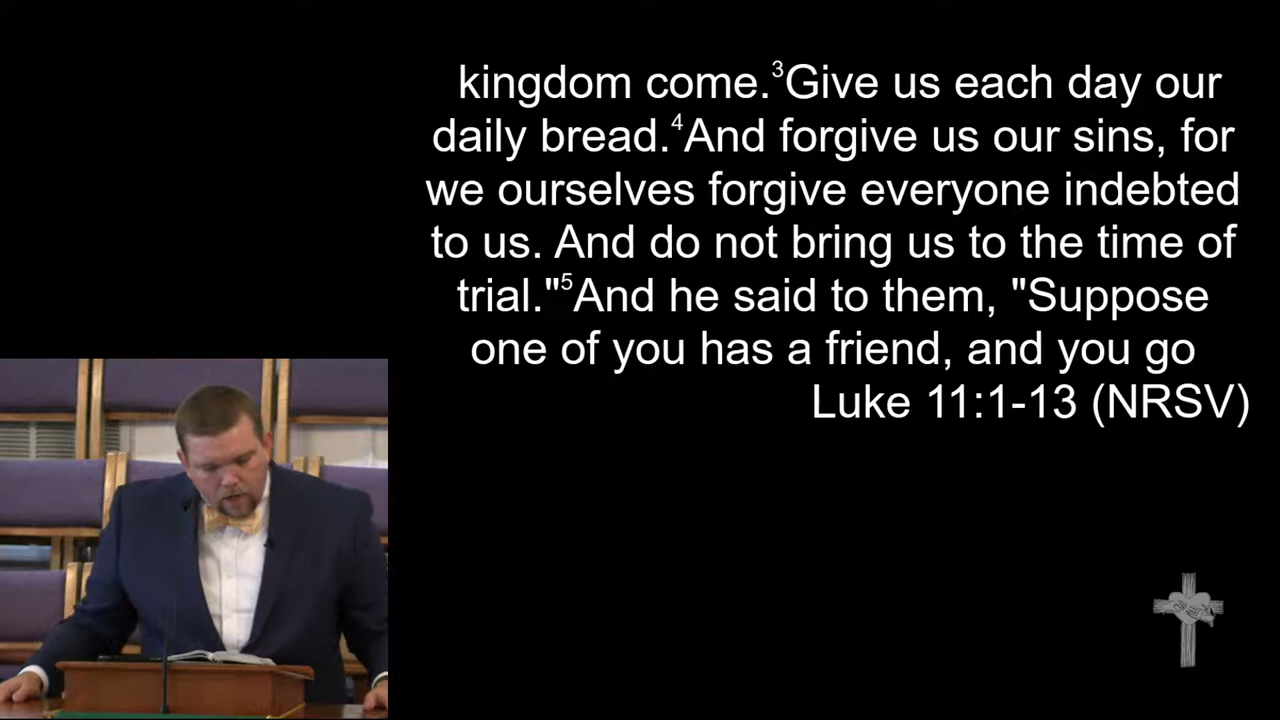 kingdom come.³Give us each day our
daily bread.⁴And forgive us our sins, for
we ourselves forgive everyone indebted
to us. And do not bring us to the time of
trial."⁵And he said to them, "Suppose
one of you has a friend, and you go
Luke 11:1-13 (NRSV)